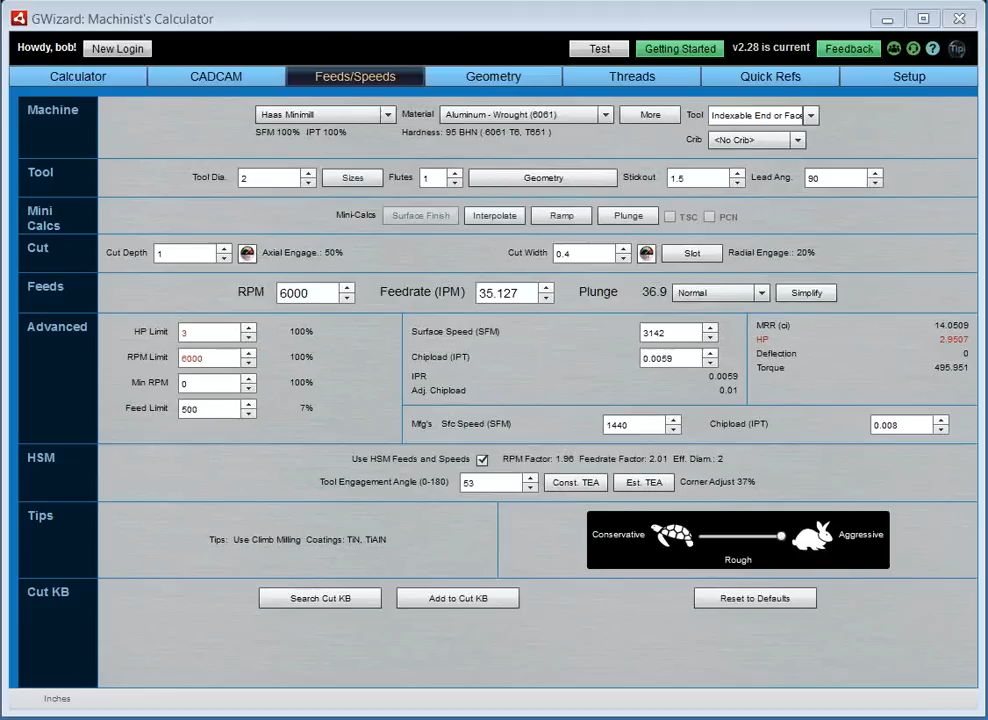 GWizard: Machinist's Calculator
Howdy, bob! New Login Test Getting Started v2.28 is current Feedback ? Tip
Calculator CADCAM Feeds/Speeds Geometry Threads Quick Refs Setup
Machine
Haas Minimill Material Aluminum - Wrought (6061) More Tool Indexable End or Face
SFM 100% IPT 100% Hardness: 95 BHN ( 6061 T6, T651 )
Crib <No Crib>
Tool
Tool Dia. 2 Sizes Flutes 1 Geometry Stickout 1.5 Lead Ang. 90
Mini
Calcs
Mini-Calcs Surface Finish Interpolate Ramp Plunge TSC PCN
Cut
Cut Depth 1 Axial Engage.: 50% Cut Width 0.4 Slot Radial Engage.: 20%
Feeds
RPM 6000 Feedrate (IPM) 35.127 Plunge 36.9 Normal Simplify
Advanced
HP Limit 3 100%
RPM Limit 6000 100%
Min RPM 0 100%
Feed Limit 500 7%
Surface Speed (SFM) 3142
Chipload (IPT) 0.0059
IPR 0.0059
Adj. Chipload 0.01
MRR (ci) 14.0509
HP 2.9507
Deflection 0
Torque 495.951
Mfg's Sfc Speed (SFM) 1440 Chipload (IPT) 0.008
HSM
Use HSM Feeds and Speeds RPM Factor: 1.96 Feedrate Factor: 2.01 Eff. Diam.: 2
Tool Engagement Angle (0-180) 53 Const. TEA Est. TEA Corner Adjust 37%
Tips
Tips: Use Climb Milling Coatings: TiN, TiAlN
Conservative Aggressive
Rough
Cut KB
Search Cut KB Add to Cut KB Reset to Defaults
Inches